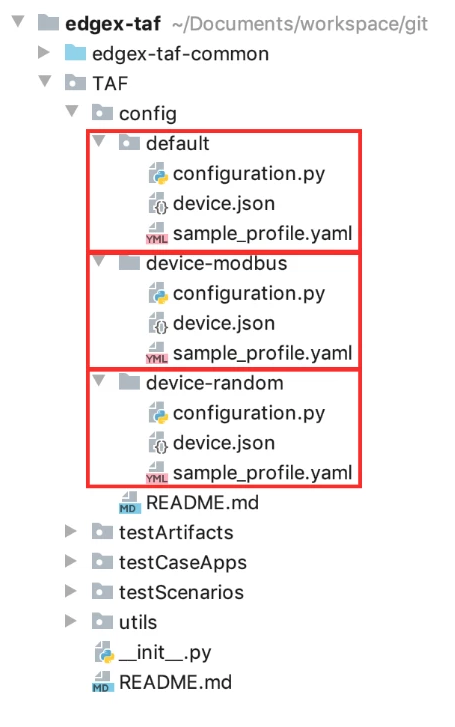 edgex-taf ~/Documents/workspace/git
edgex-taf-common
TAF
config
default
configuration.py
device.json
YML sample_profile.yaml
device-modbus
configuration.py
device.json
YML sample_profile.yaml
device-random
configuration.py
device.json
YML sample_profile.yaml
MD README.md
testArtifacts
testCaseApps
testScenarios
utils
__init__.py
MD README.md